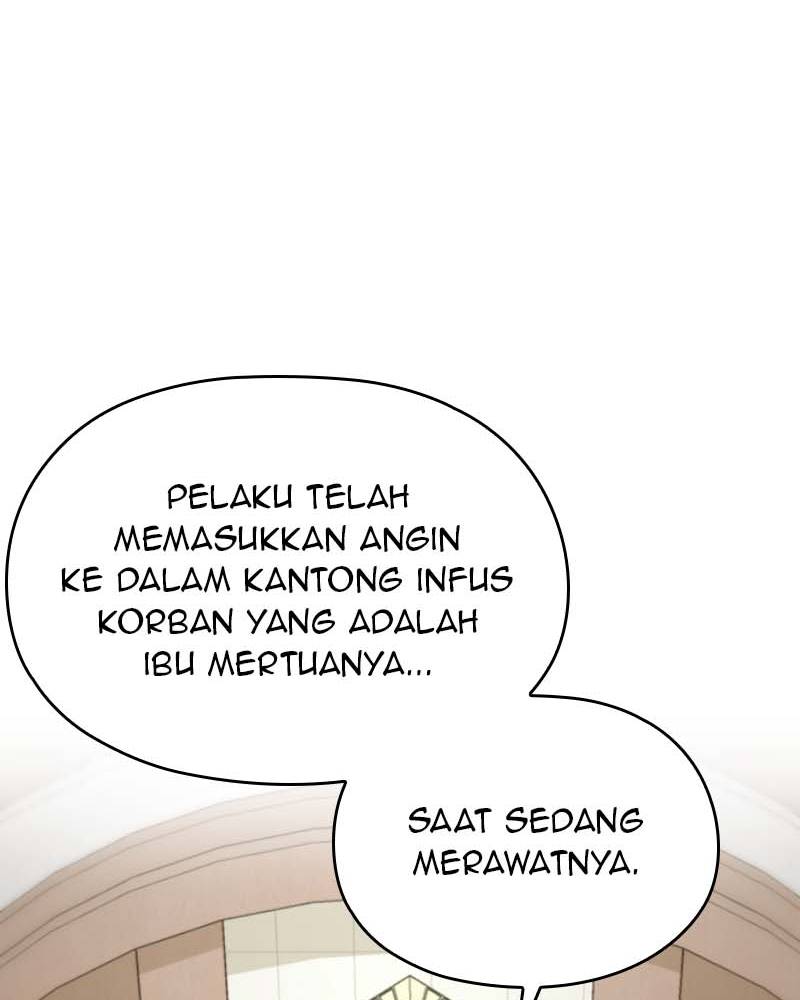 PELAKU TELAH
MEMASUKKAN ANGIN
KE DALAM KANTONG INFUS
KORBAN YANG ADALAH
IBU MERTUANYA...
SAAT SEDANG
MERAWATNYA.